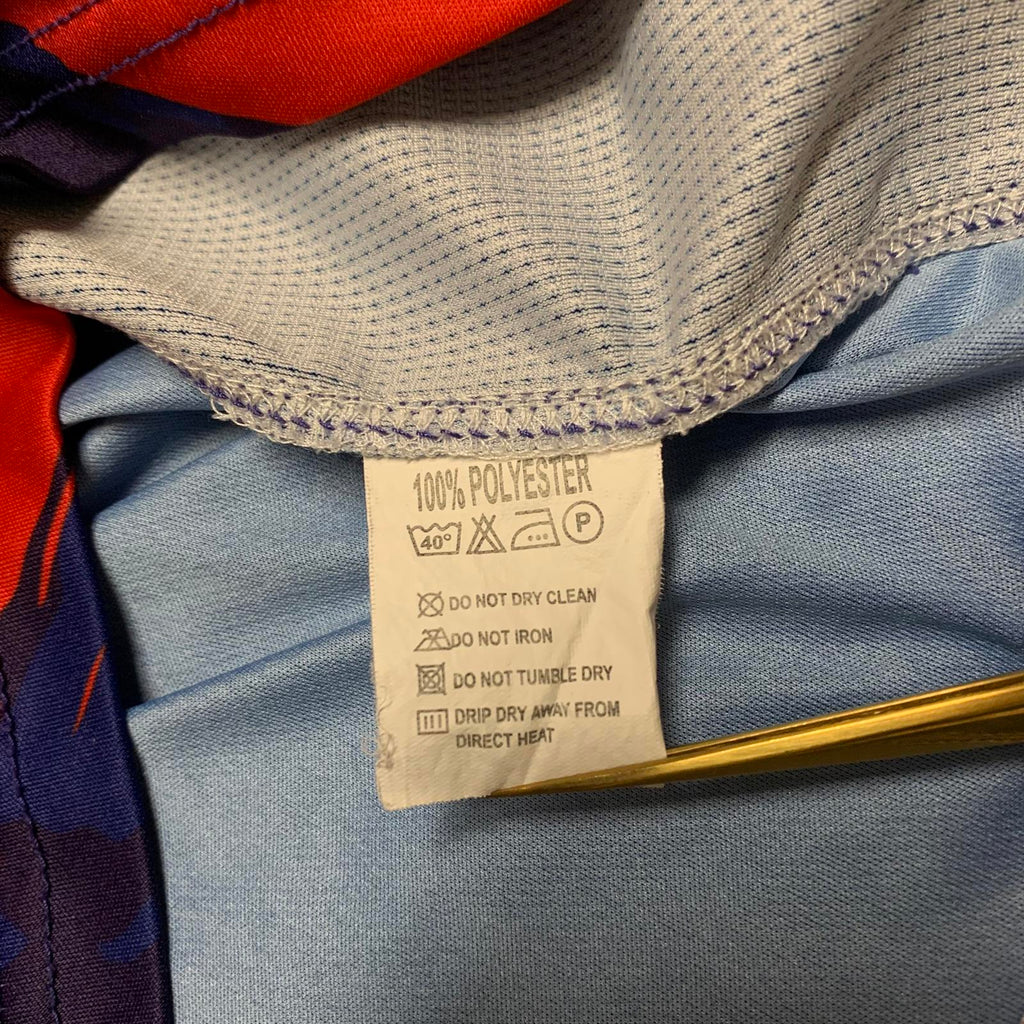 100% POLYESTER
40° P
DO NOT DRY CLEAN
DO NOT IRON
DO NOT TUMBLE DRY
DRIP DRY AWAY FROM
DIRECT HEAT